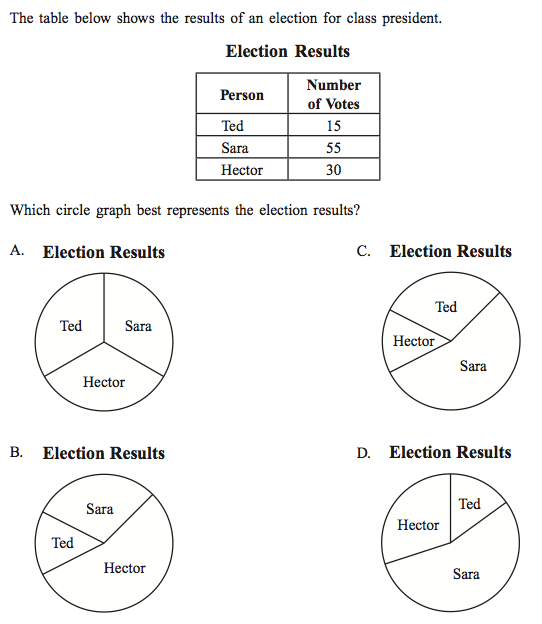 The table below shows the results of an election for class president.
Election Results
Person
Number
of Votes
Ted 15
Sara 55
Hector 30
Which circle graph best represents the election results?
A. Election Results
Ted Sara
Hector
B. Election Results
Sara
Ted
Hector
C. Election Results
Ted
Hector
Sara
D. Election Results
Ted
Hector
Sara